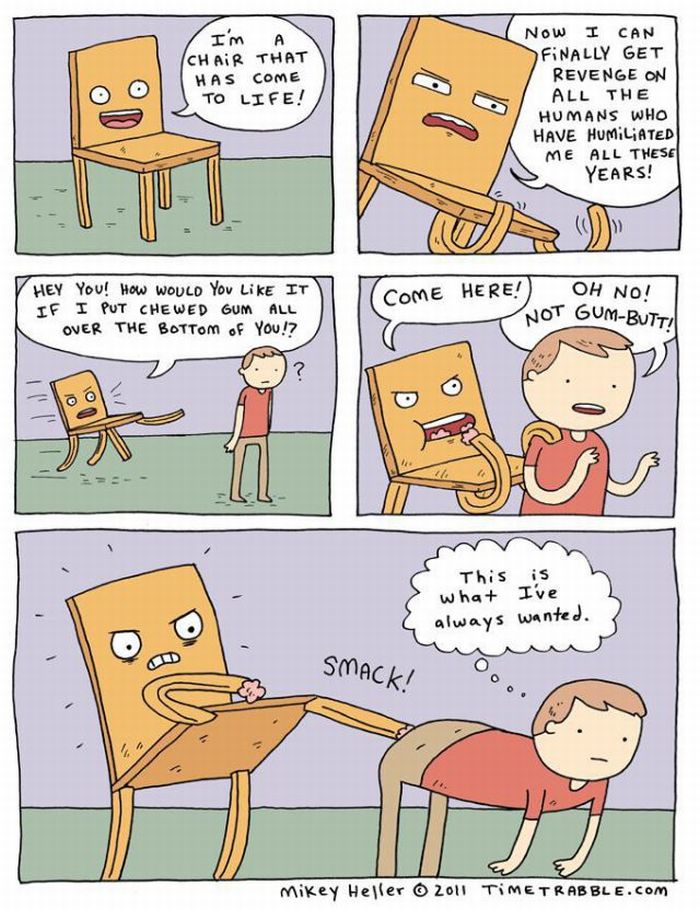 I'm A
CHAiR THAT
HAS COME
TO LIFE!
NOW I CAN
FiNALLY GET
REVENGE ON
ALL THE
HUMANS WHO
HAVE HUMiLiATED
ME ALL THESE
YEARS!
HEY YOU! HOW WOULD YOU LIKE IT
IF I PUT CHEWED GUM ALL
OVER THE BOTTOM OF YOU!?
?
COME HERE!
OH NO!
NOT GUM-BUTT!
This is
what I've
always wanted.
SMACK!
Mikey Heller © 2011 TIMETRABBLE.COM